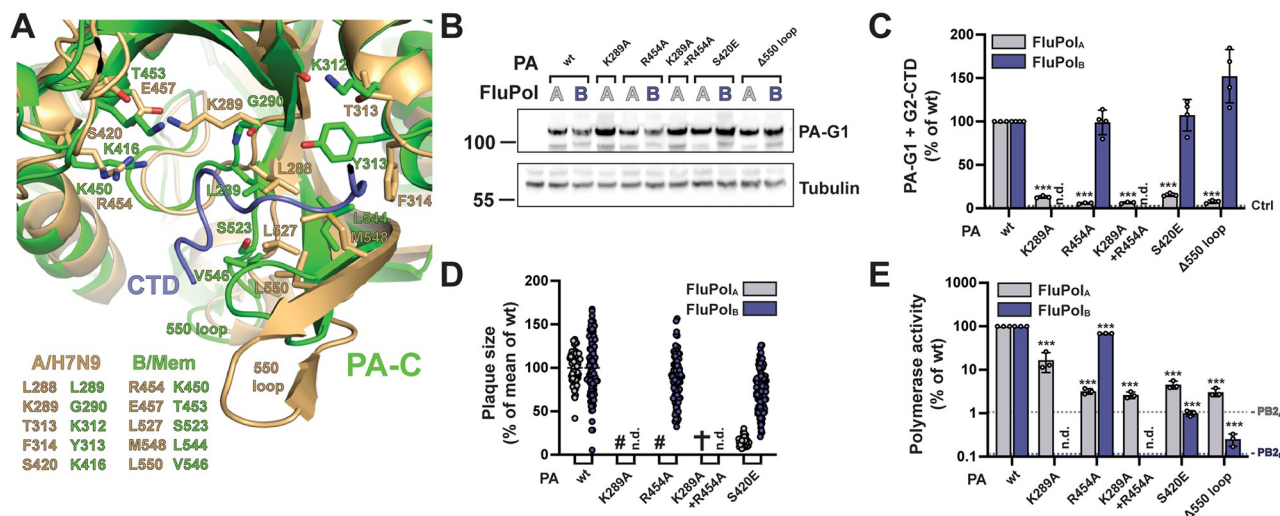 A
T453
E457
K289
G290
K312
T313
S420
K416
K450
R454
L289
L288
Y313
F314
S523
L527
L544
M548
CTD
V546
L550
550 loop
550
loop
PA-C
A/H7N9 B/Mem
L288 L289 R454 K450
K289 G290 E457 T453
T313 K312 L527 S523
F314 Y313 M548 L544
S420 K416 L550 V546
B
PA wt K289A R454A K289A +R454A S420E Δ550 loop
FluPol A B A A B A A B A B
100
PA-G1
55
Tubulin
C
FluPolA
FluPolB
PA-G1 + G2-CTD
(% of wt)
200
150
100
50
0
*** n.d. *** *** n.d. *** ***
Ctrl
PA wt K289A R454A K289A +R454A S420E Δ550 loop
D
FluPolA
FluPolB
Plaque size
(% of mean of wt)
200
150
100
50
0
# n.d. # † n.d.
PA wt K289A R454A K289A +R454A S420E
E
FluPolA
FluPolB
Polymerase activity
(% of wt)
1000
100
10
1
0.1
*** n.d. *** *** *** n.d. *** *** *** ***
PA wt K289A R454A K289A +R454A S420E Δ550 loop